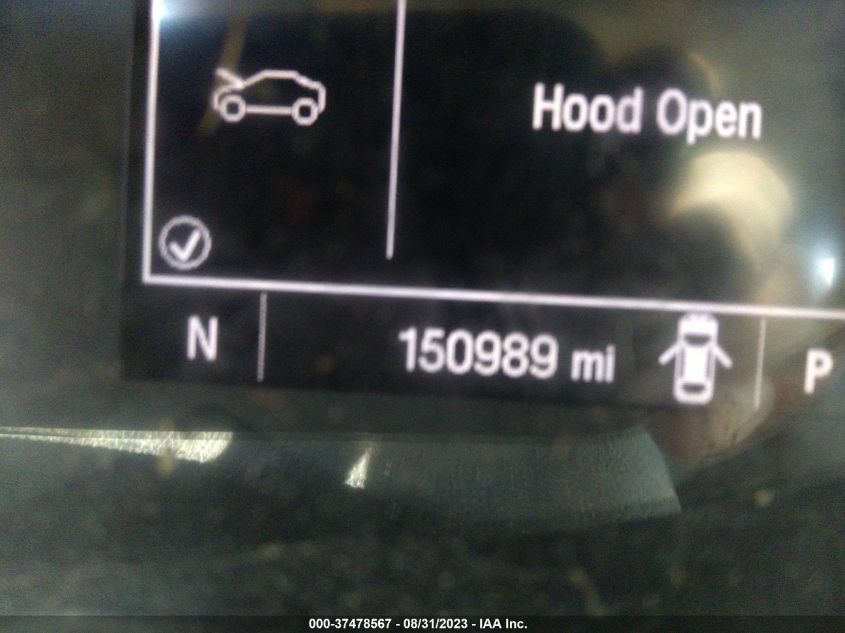 Hood Open
N 150989 mi P
000-37478567 - 08/31/2023 - IAA Inc.